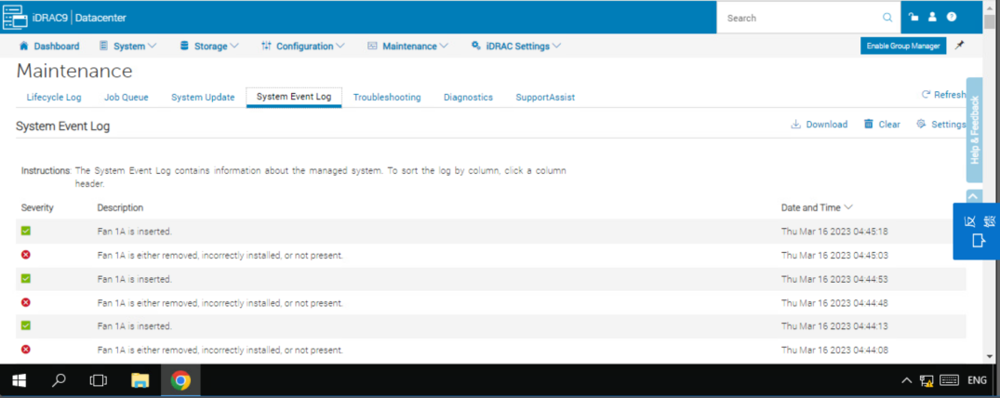 iDRAC9 | Datacenter
Search
Dashboard System Storage Configuration Maintenance iDRAC Settings Enable Group Manager
Maintenance
Lifecycle Log Job Queue System Update System Event Log Troubleshooting Diagnostics SupportAssist Refresh
System Event Log Download Clear Settings
Help & Feedback
Instructions: The System Event Log contains information about the managed system. To sort the log by column, click a column
header.
Severity Description Date and Time
Fan 1A is inserted. Thu Mar 16 2023 04:45:18
Fan 1A is either removed, incorrectly installed, or not present. Thu Mar 16 2023 04:45:03
Fan 1A is inserted. Thu Mar 16 2023 04:44:53
Fan 1A is either removed, incorrectly installed, or not present. Thu Mar 16 2023 04:44:48
Fan 1A is inserted. Thu Mar 16 2023 04:44:13
Fan 1A is either removed, incorrectly installed, or not present. Thu Mar 16 2023 04:44:08
ENG